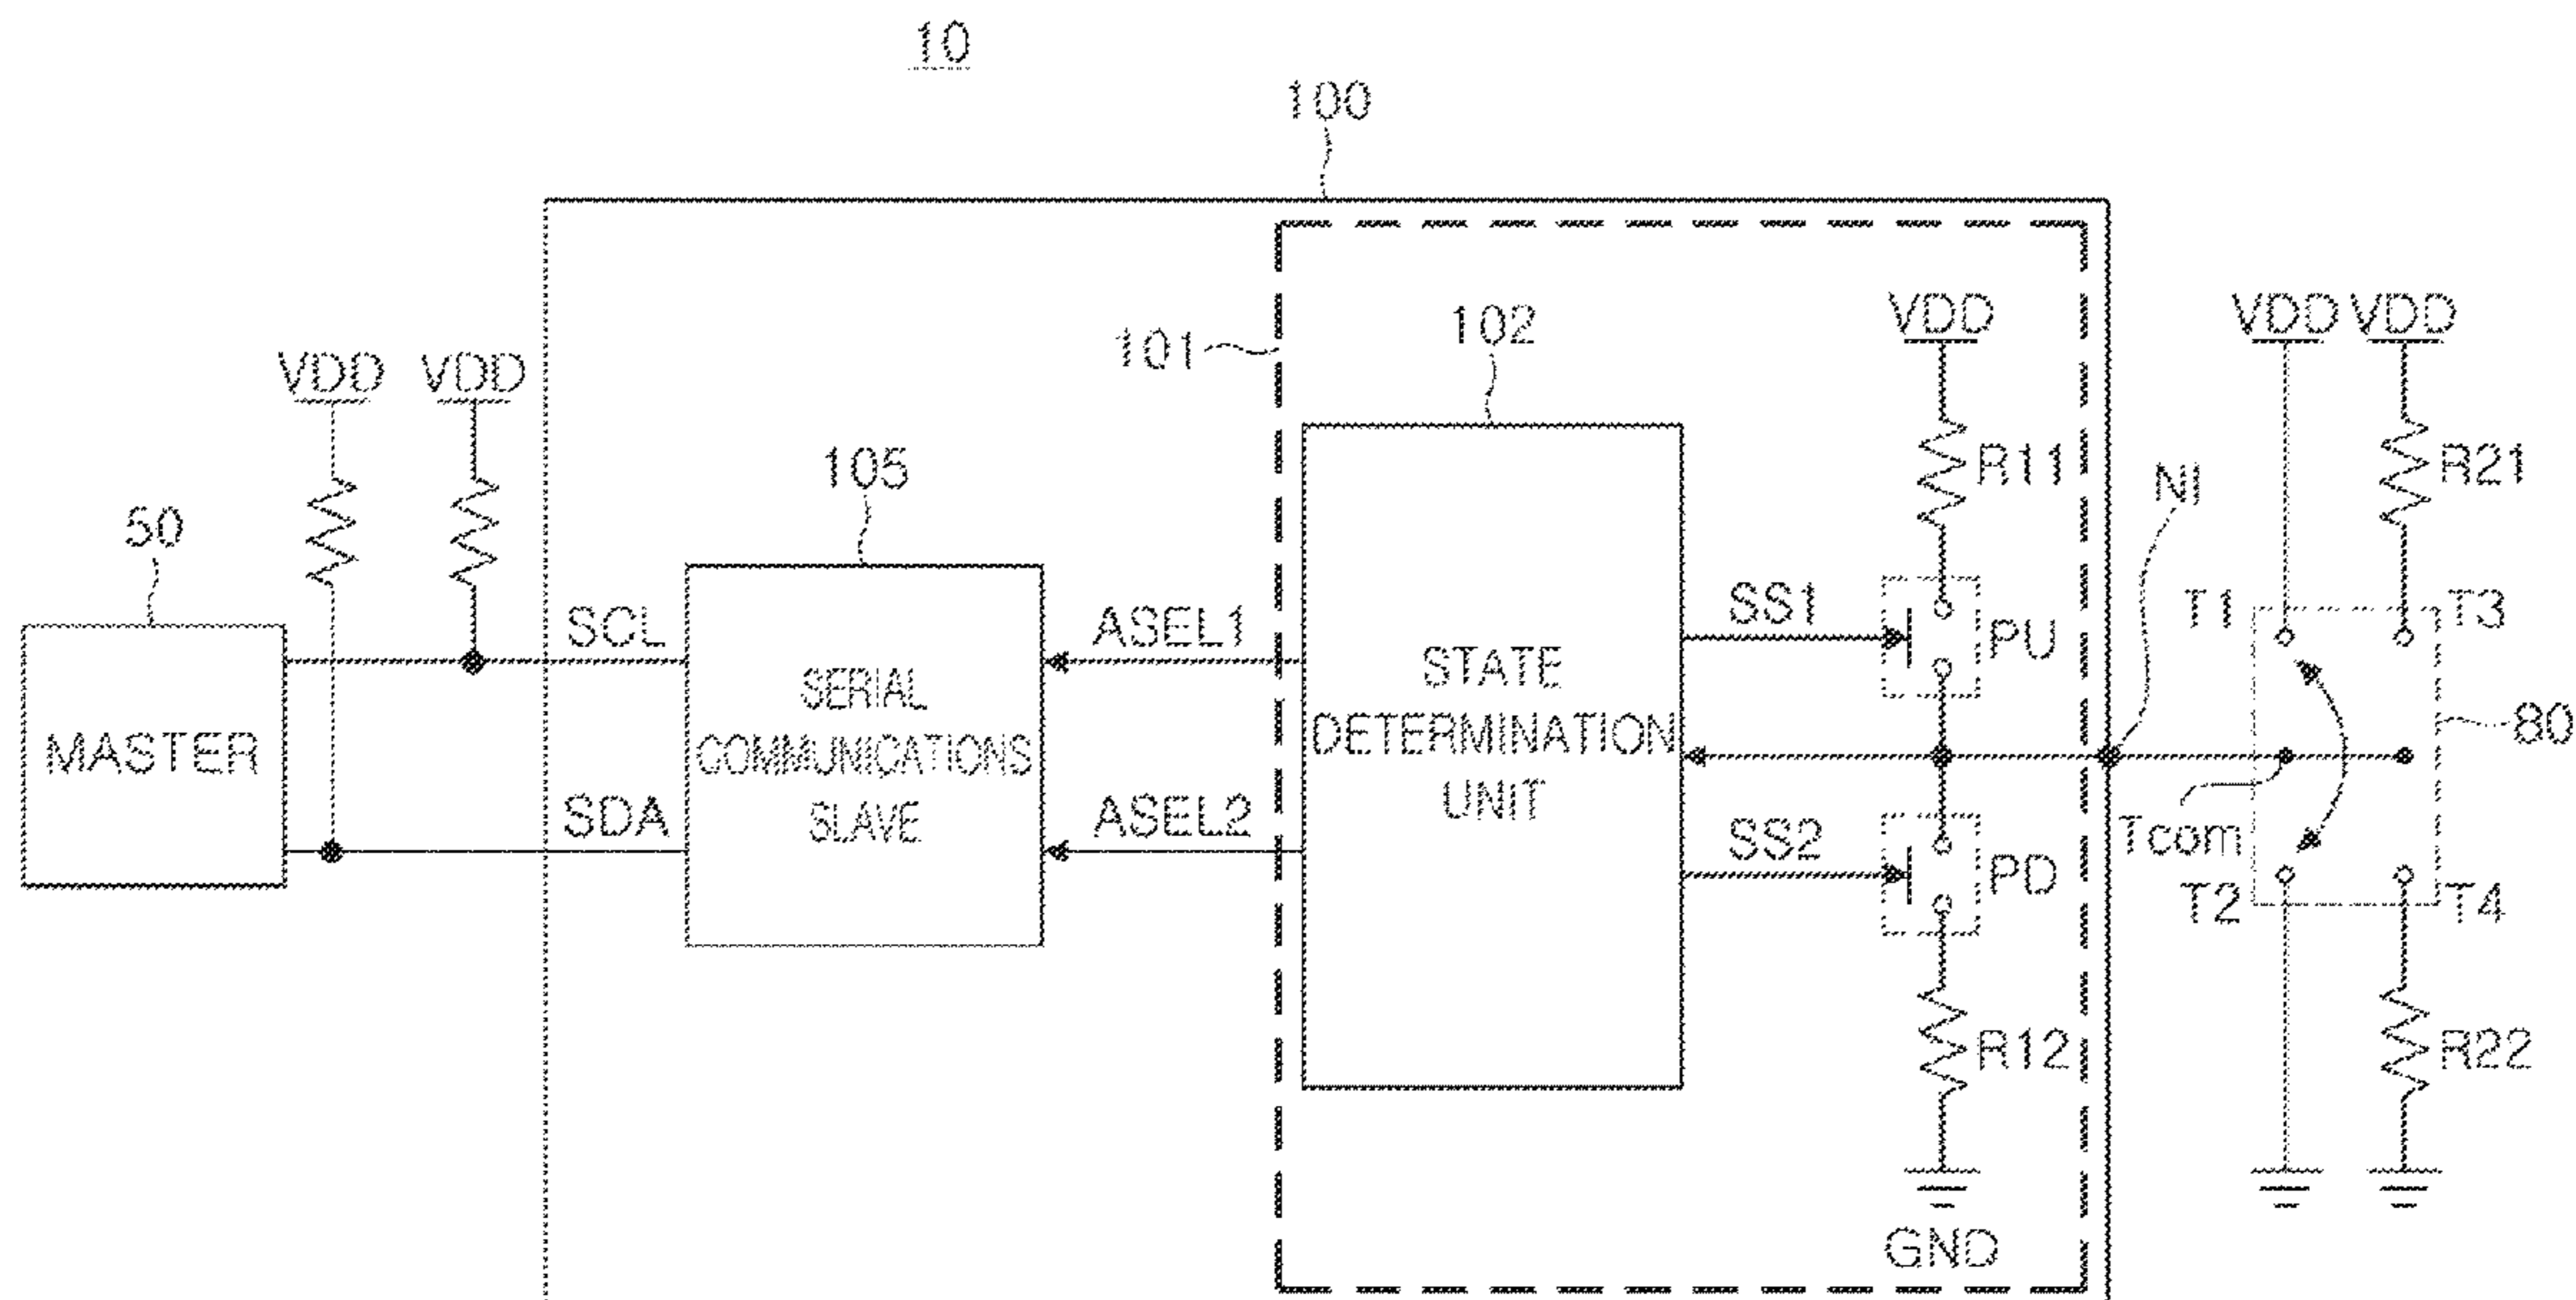 10
100
101
102
VDD
VDD
VDD
VDD
VDD
105
R11
R21
NI
50
SCL
ASEL1
SS1
PU
T1
T3
MASTER
SERIAL
COMMUNICATIONS
SLAVE
STATE
DETERMINATION
UNIT
80
SDA
ASEL2
SS2
PD
Tcom
T2
T4
R12
R22
GND